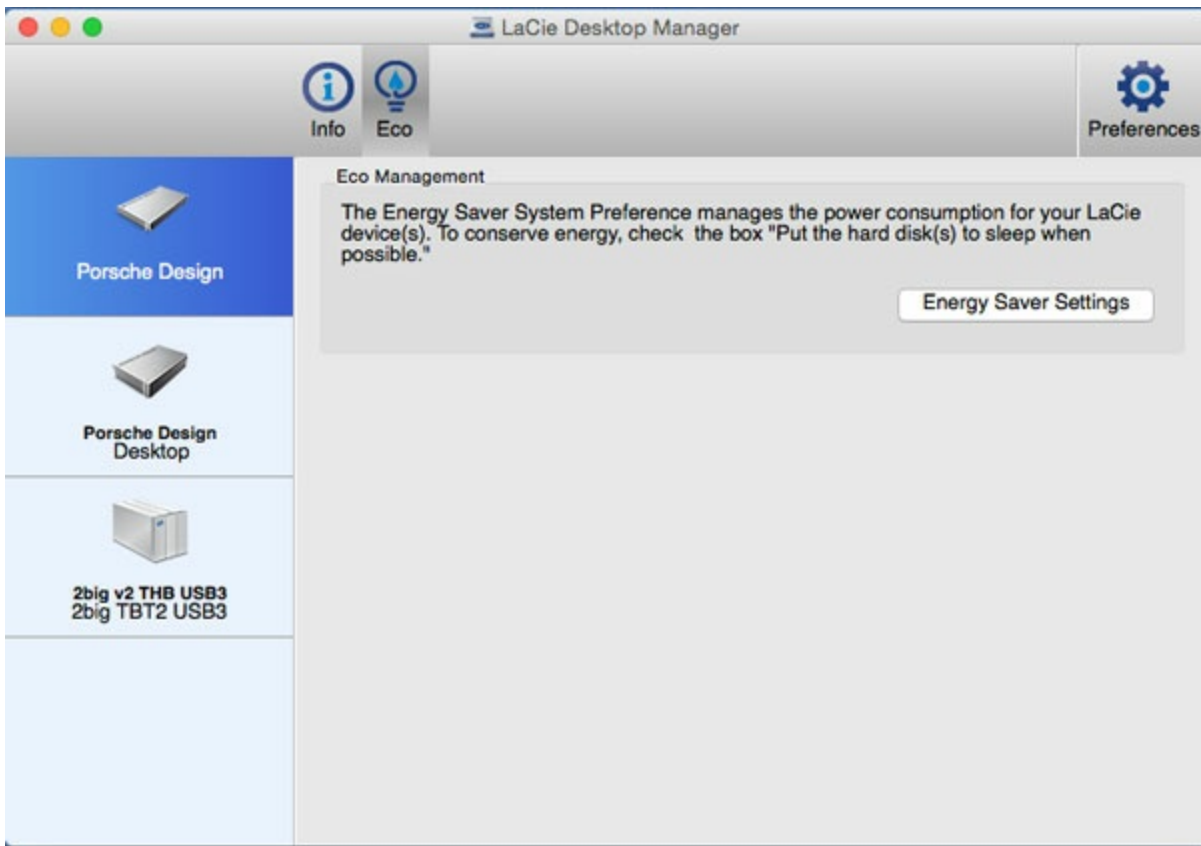 LaCie Desktop Manager
Info
Eco
Preferences
Porsche Design
Porsche Design
Desktop
2big v2 THB USB3
2big TBT2 USB3
Eco Management
The Energy Saver System Preference manages the power consumption for your LaCie
device(s). To conserve energy, check the box "Put the hard disk(s) to sleep when
possible."
Energy Saver Settings